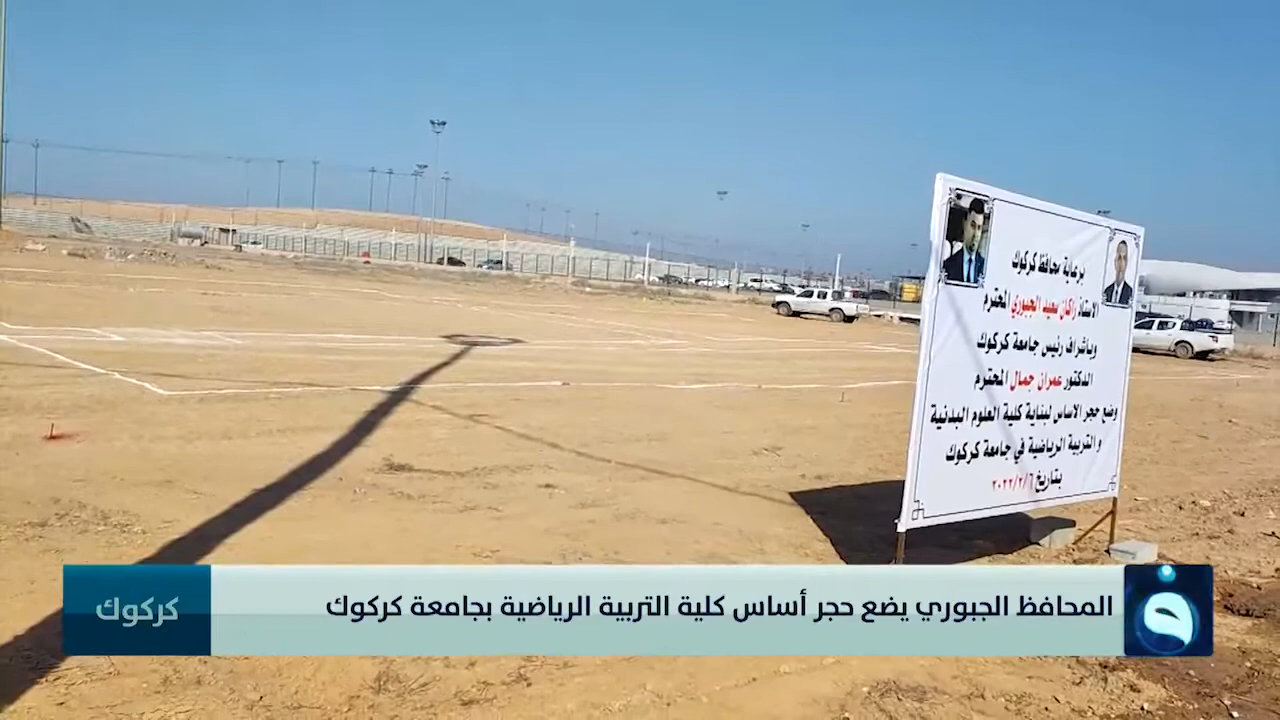 برعاية محافظ كركوك
الاستاذ راكان سعيد الجبوري المحترم
وباشراف رئيس جامعة كركوك
الدكتور عمران جمال المحترم
وضع حجر الاساس لبناية كلية العلوم البدنية
والتربية الرياضية في جامعة كركوك
بتاريخ ٢٠٢٢/٢/٦
المحافظ الجبوري يضع حجر أساس كلية التربية الرياضية بجامعة كركوك
كركوك